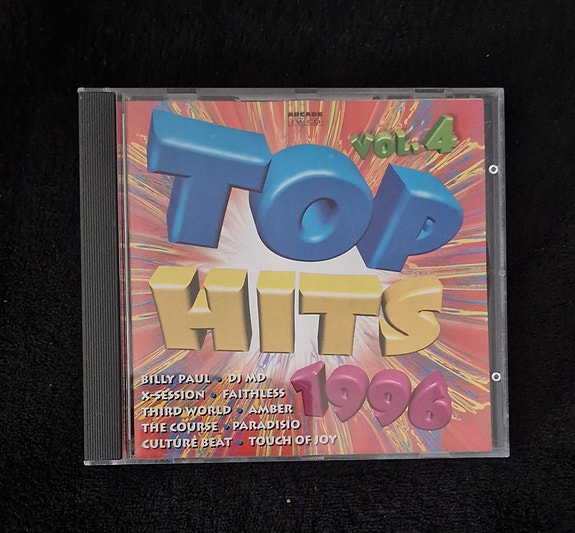 ARCADE
VOL. 4
TOP
HITS
1996
BILLY PAUL • DJ MD
X-SESSION • FAITHLESS
THIRD WORLD • AMBER
THE COURSE • PARADISIO
CULTURE BEAT • TOUCH OF JOY